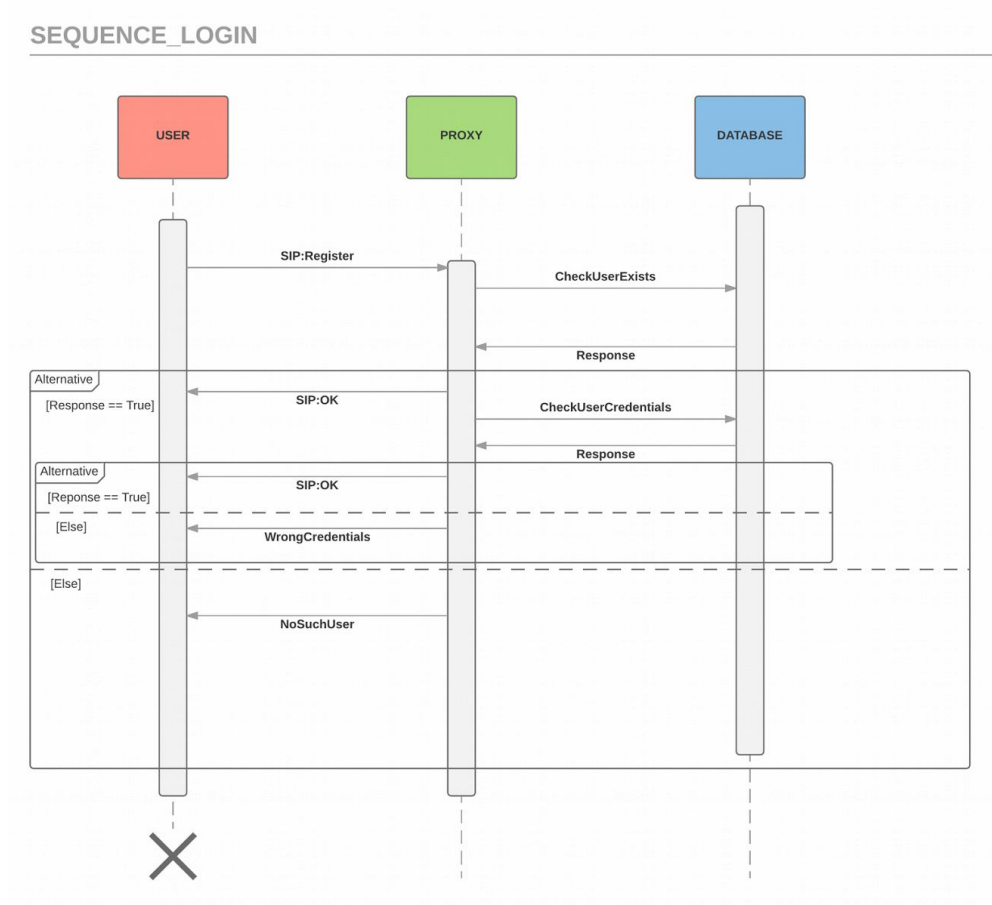 SEQUENCE_LOGIN
USER
PROXY
DATABASE
SIP:Register
CheckUserExists
Response
Alternative
SIP:OK
[Response == True]
CheckUserCredentials
Response
Alternative
SIP:OK
[Reponse == True]
[Else]
WrongCredentials
[Else]
NoSuchUser